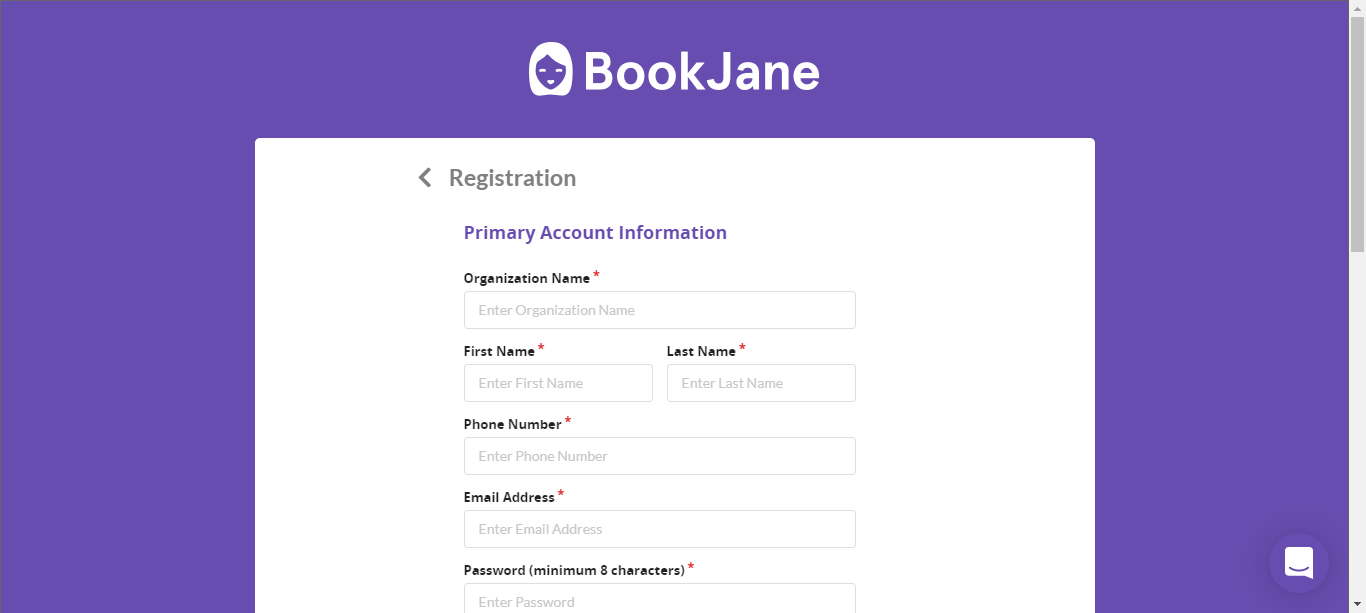 BookJane
Registration
Primary Account Information
Organization Name *
Enter Organization Name
First Name * Last Name *
Enter First Name Enter Last Name
Phone Number *
Enter Phone Number
Email Address *
Enter Email Address
Password (minimum 8 characters) *
Enter Password